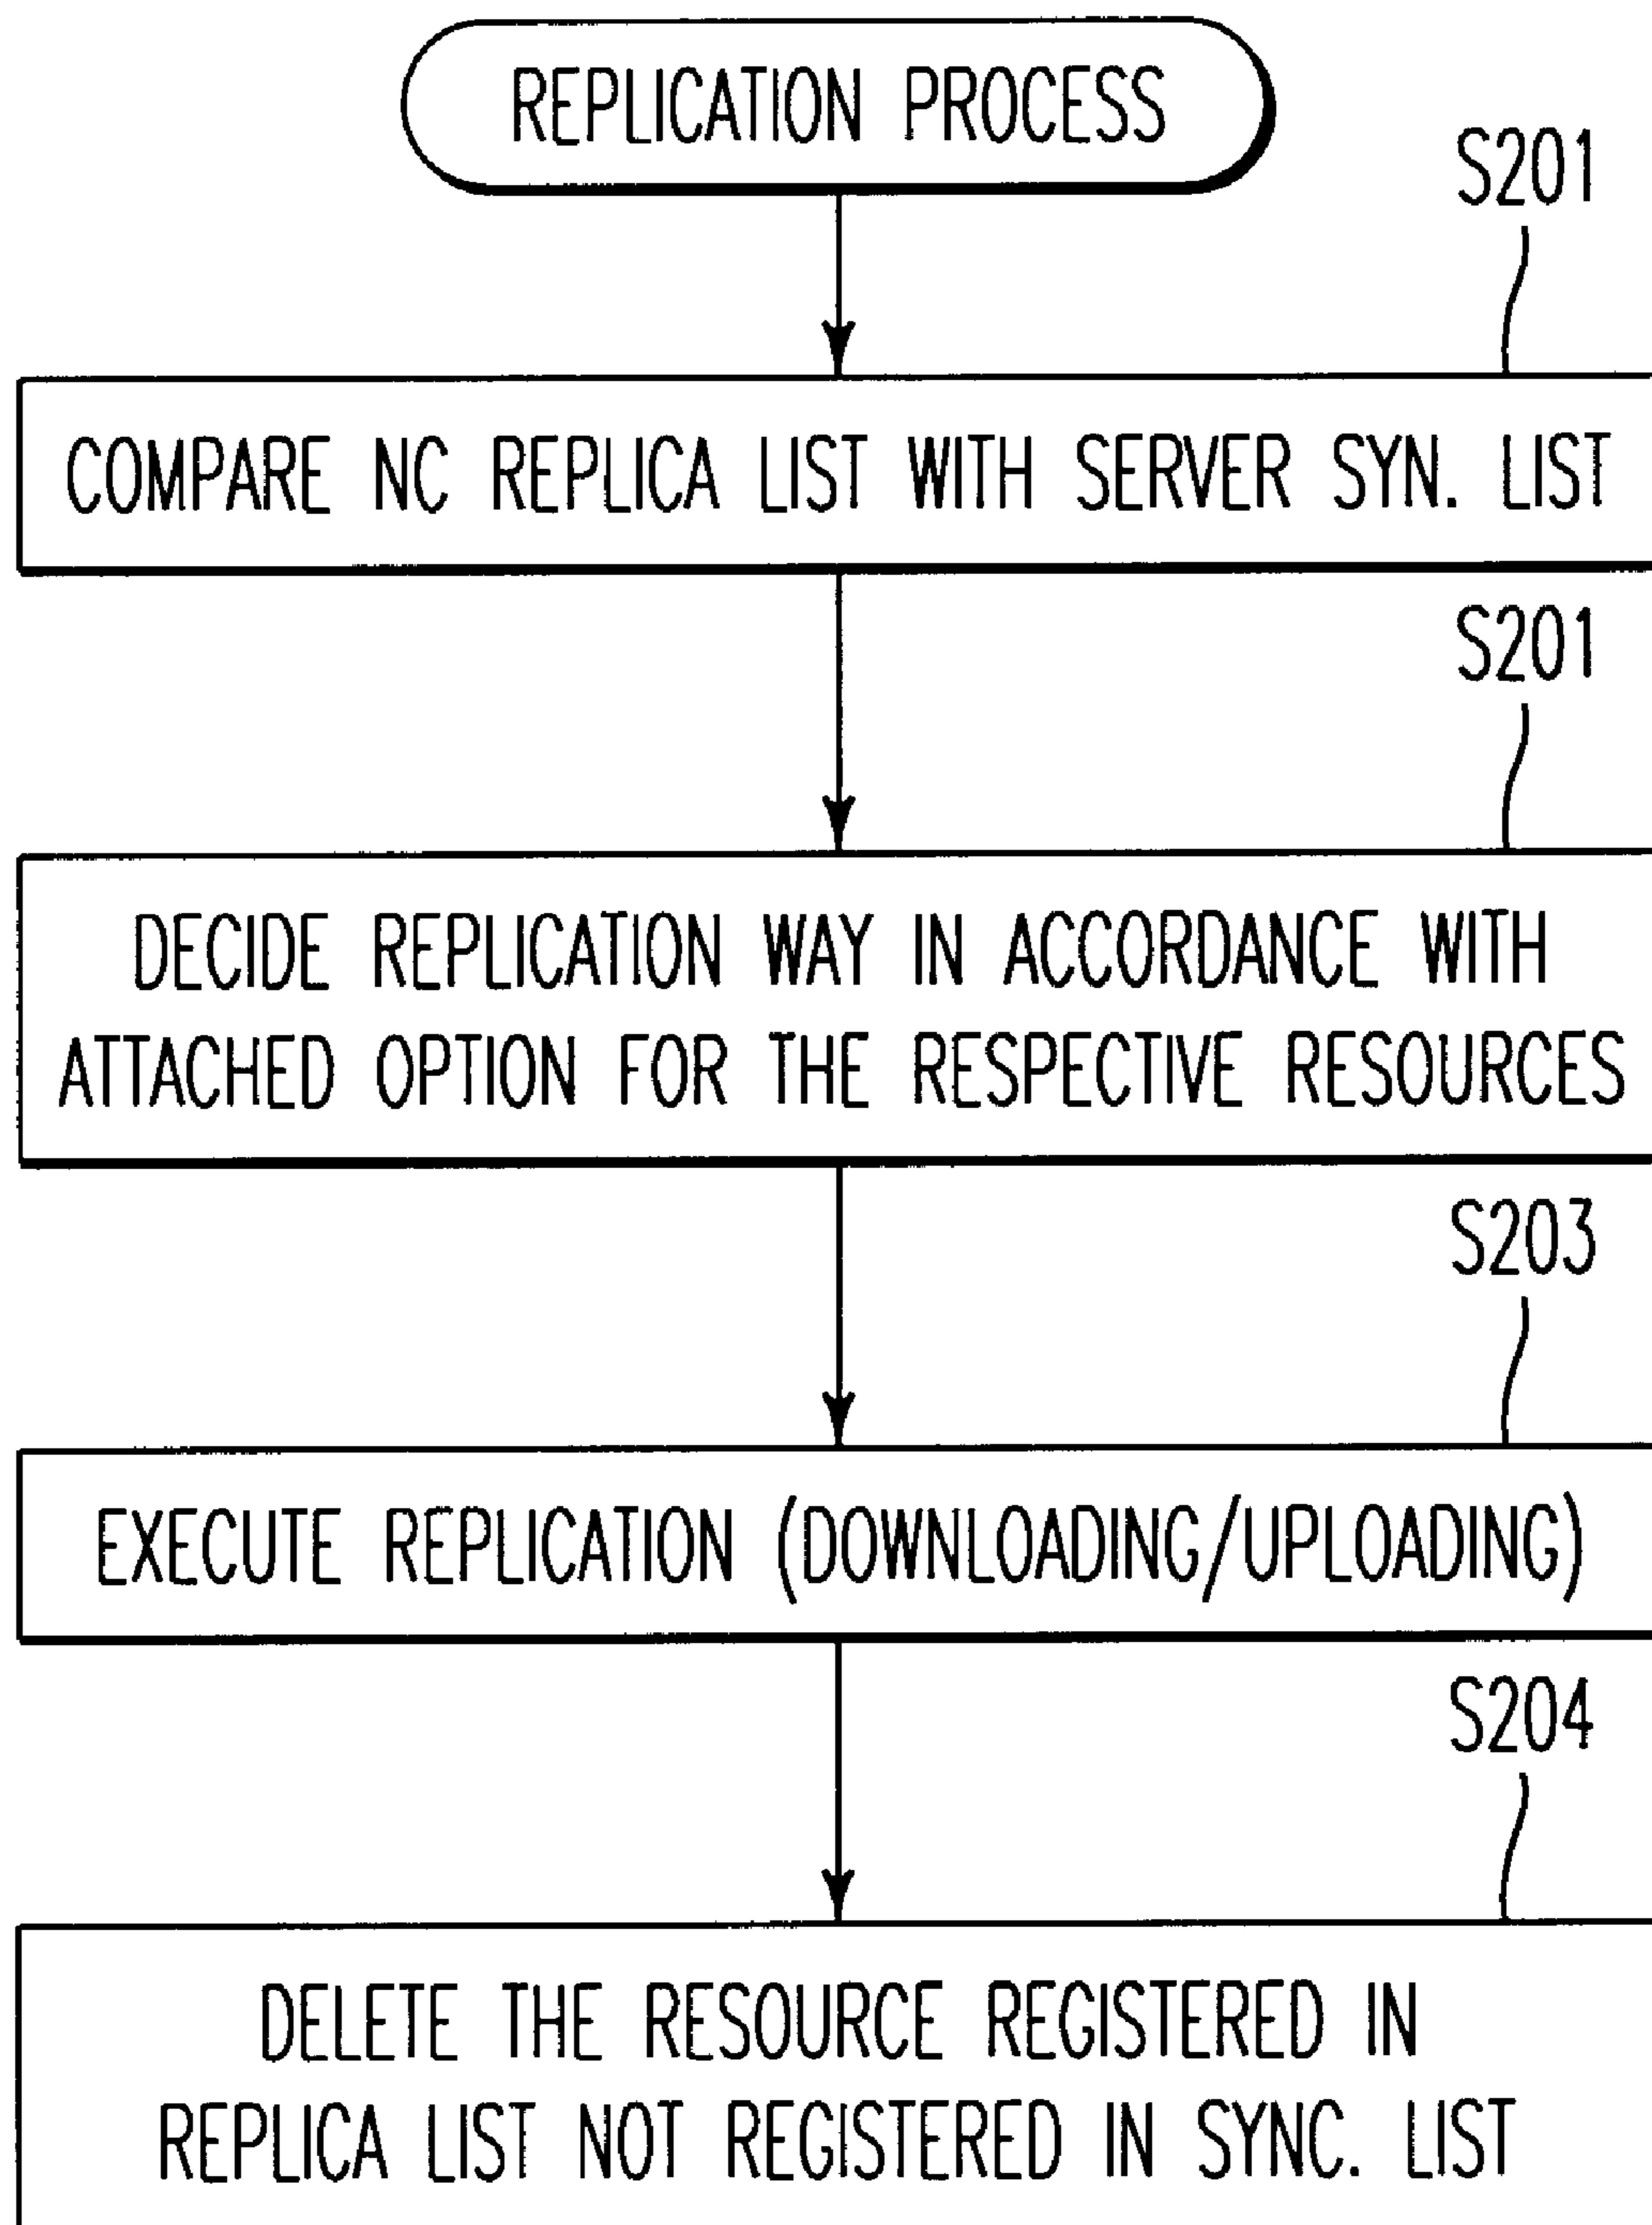 REPLICATION PROCESS
S201
COMPARE NC REPLICA LIST WITH SERVER SYN. LIST
S201
DECIDE REPLICATION WAY IN ACCORDANCE WITH
ATTACHED OPTION FOR THE RESPECTIVE RESOURCES
S203
EXECUTE REPLICATION (DOWNLOADING/UPLOADING)
S204
DELETE THE RESOURCE REGISTERED IN
REPLICA LIST NOT REGISTERED IN SYNC. LIST